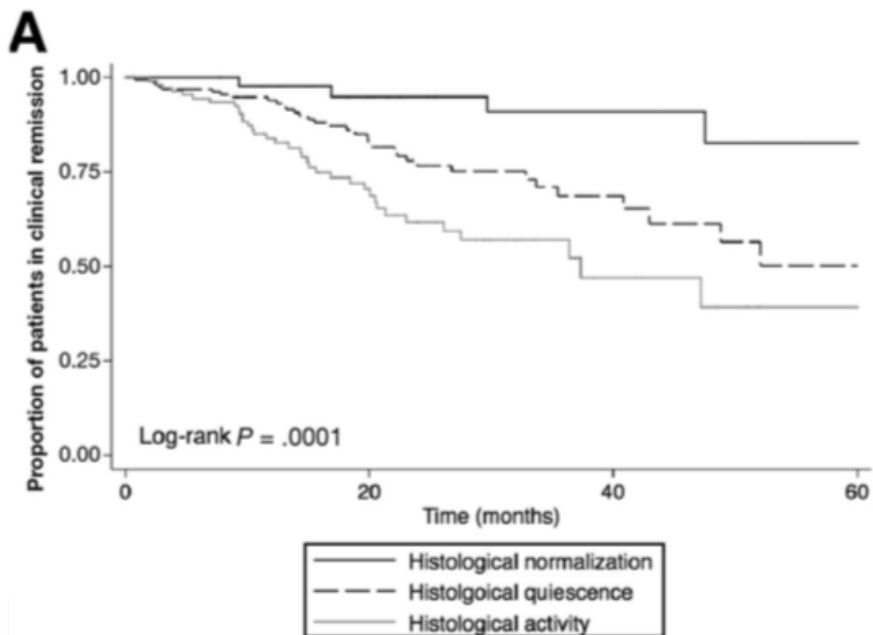 A
Proportion of patients in clinical remission
1.00
0.75
0.50
0.25
0.00
Log-rank P = .0001
0 20 40 60
Time (months)
Histological normalization
Histolgoical quiescence
Histological activity